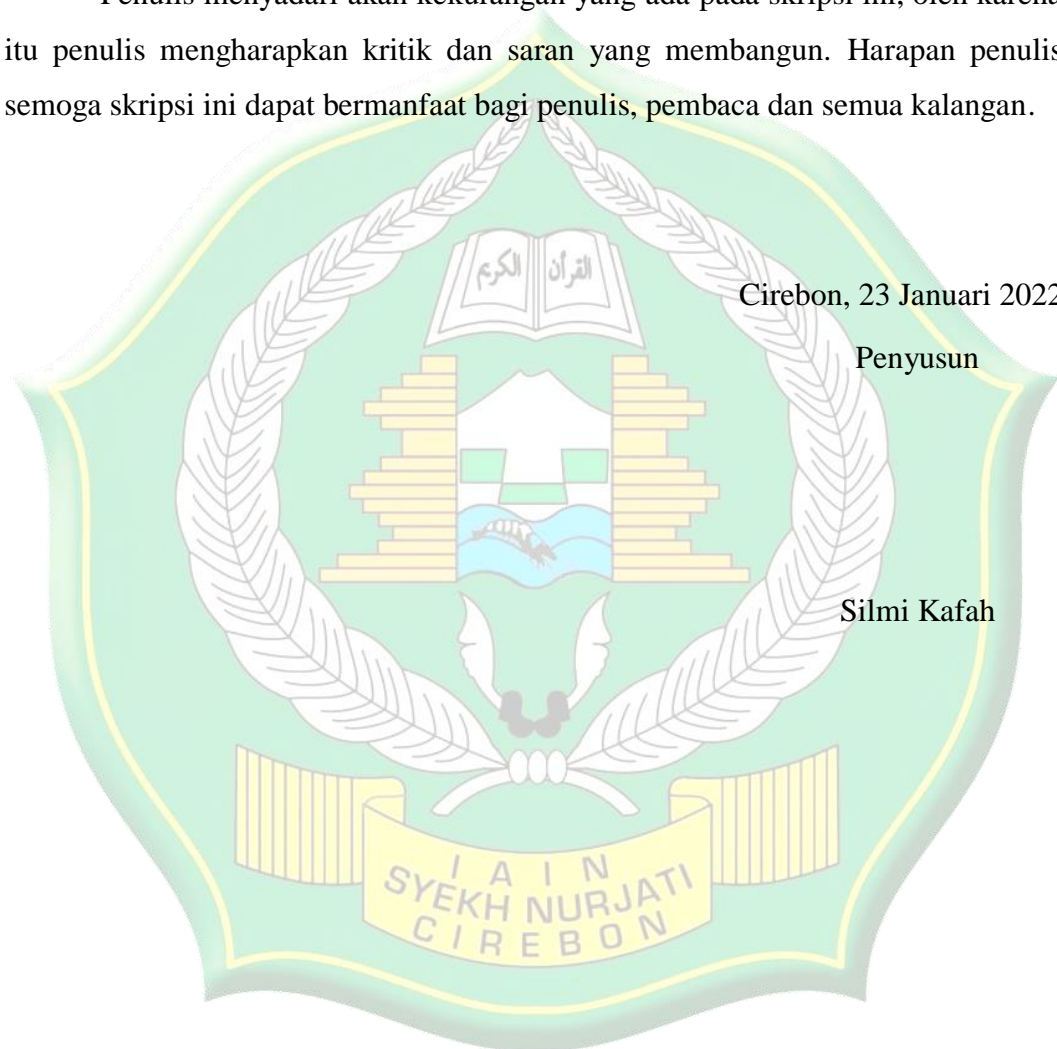 Penulis menyadari akan kekurangan yang ada pada skripsi ini, oleh karena
itu penulis mengharapkan kritik dan saran yang membangun. Harapan penulis
semoga skripsi ini dapat bermanfaat bagi penulis, pembaca dan semua kalangan.
القرأن الكريم
Cirebon, 23 Januari 2022
Penyusun
Silmi Kafah
I A I N
SYEKH NURJATI
CIREBON